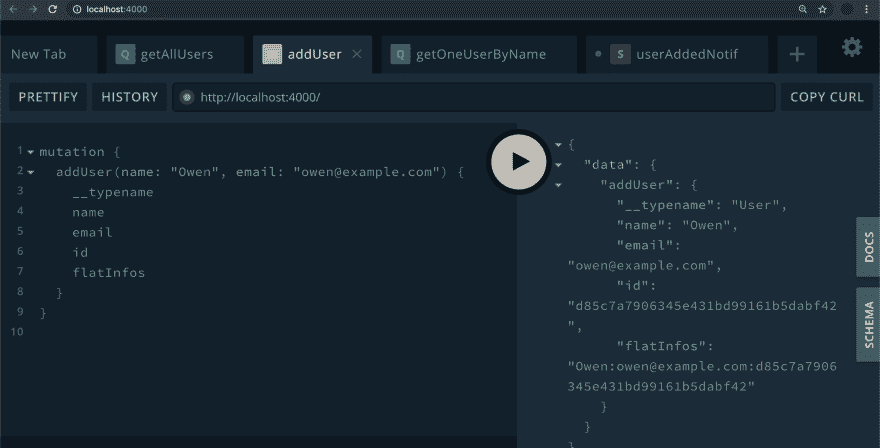 localhost:4000
New Tab
Q getAllUsers
addUser ×
Q getOneUserByName
S userAddedNotif
+
PRETTIFY
HISTORY
http://localhost:4000/
COPY CURL
1 mutation {
2 addUser(name: "Owen", email: "owen@example.com") {
3 __typename
4 name
5 email
6 id
7 flatInfos
8 }
9 }
10
{
"data": {
"addUser": {
"__typename": "User",
"name": "Owen",
"email":
"owen@example.com",
"id":
"d85c7a7906345e431bd99161b5dabf42
",
"flatInfos":
"Owen:owen@example.com:d85c7a7906
345e431bd99161b5dabf42"
}
}
}
DOCS
SCHEMA